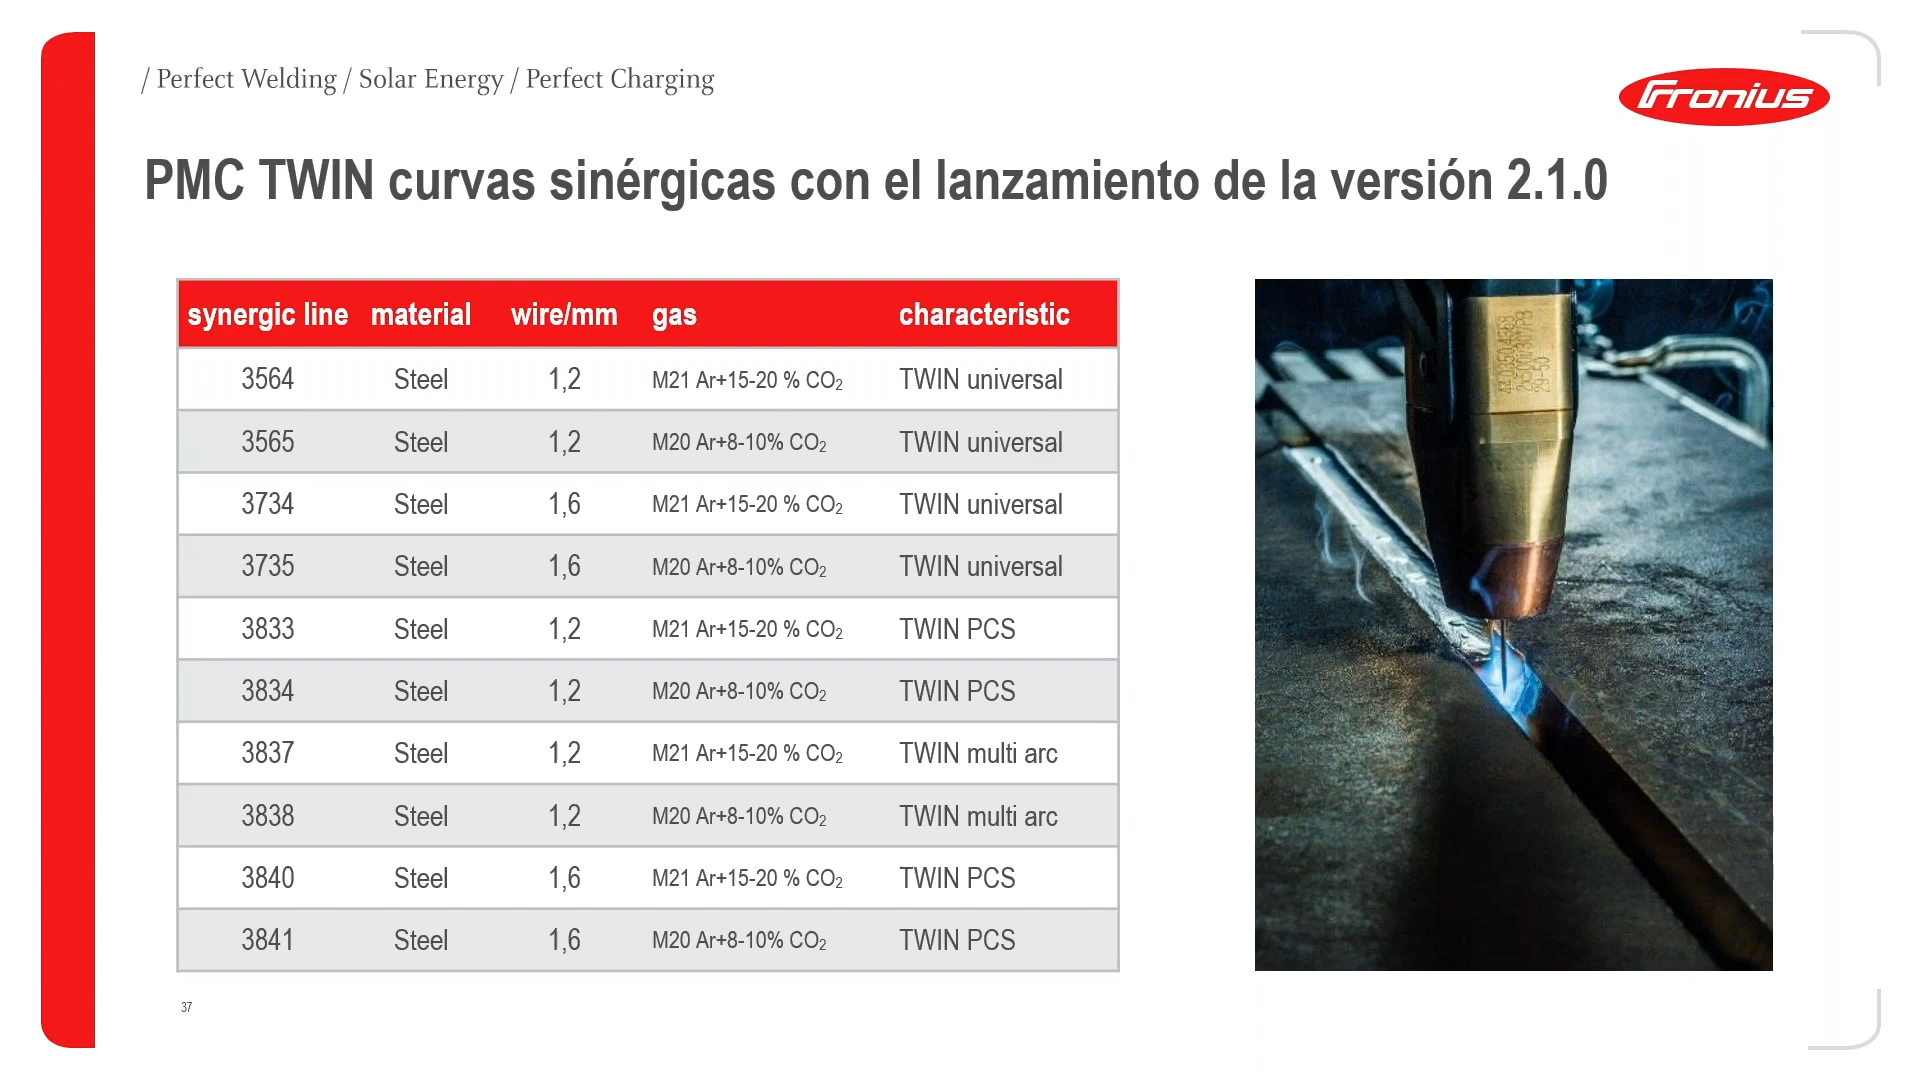 / Perfect Welding / Solar Energy / Perfect Charging
Fronius
PMC TWIN curvas sinérgicas con el lanzamiento de la versión 2.1.0
synergic line material wire/mm gas characteristic
3564 Steel 1,2 M21 Ar+15-20 % CO₂ TWIN universal
3565 Steel 1,2 M20 Ar+8-10% CO₂ TWIN universal
3734 Steel 1,6 M21 Ar+15-20 % CO₂ TWIN universal
3735 Steel 1,6 M20 Ar+8-10% CO₂ TWIN universal
3833 Steel 1,2 M21 Ar+15-20 % CO₂ TWIN PCS
3834 Steel 1,2 M20 Ar+8-10% CO₂ TWIN PCS
3837 Steel 1,2 M21 Ar+15-20 % CO₂ TWIN multi arc
3838 Steel 1,2 M20 Ar+8-10% CO₂ TWIN multi arc
3840 Steel 1,6 M21 Ar+15-20 % CO₂ TWIN PCS
3841 Steel 1,6 M20 Ar+8-10% CO₂ TWIN PCS
37